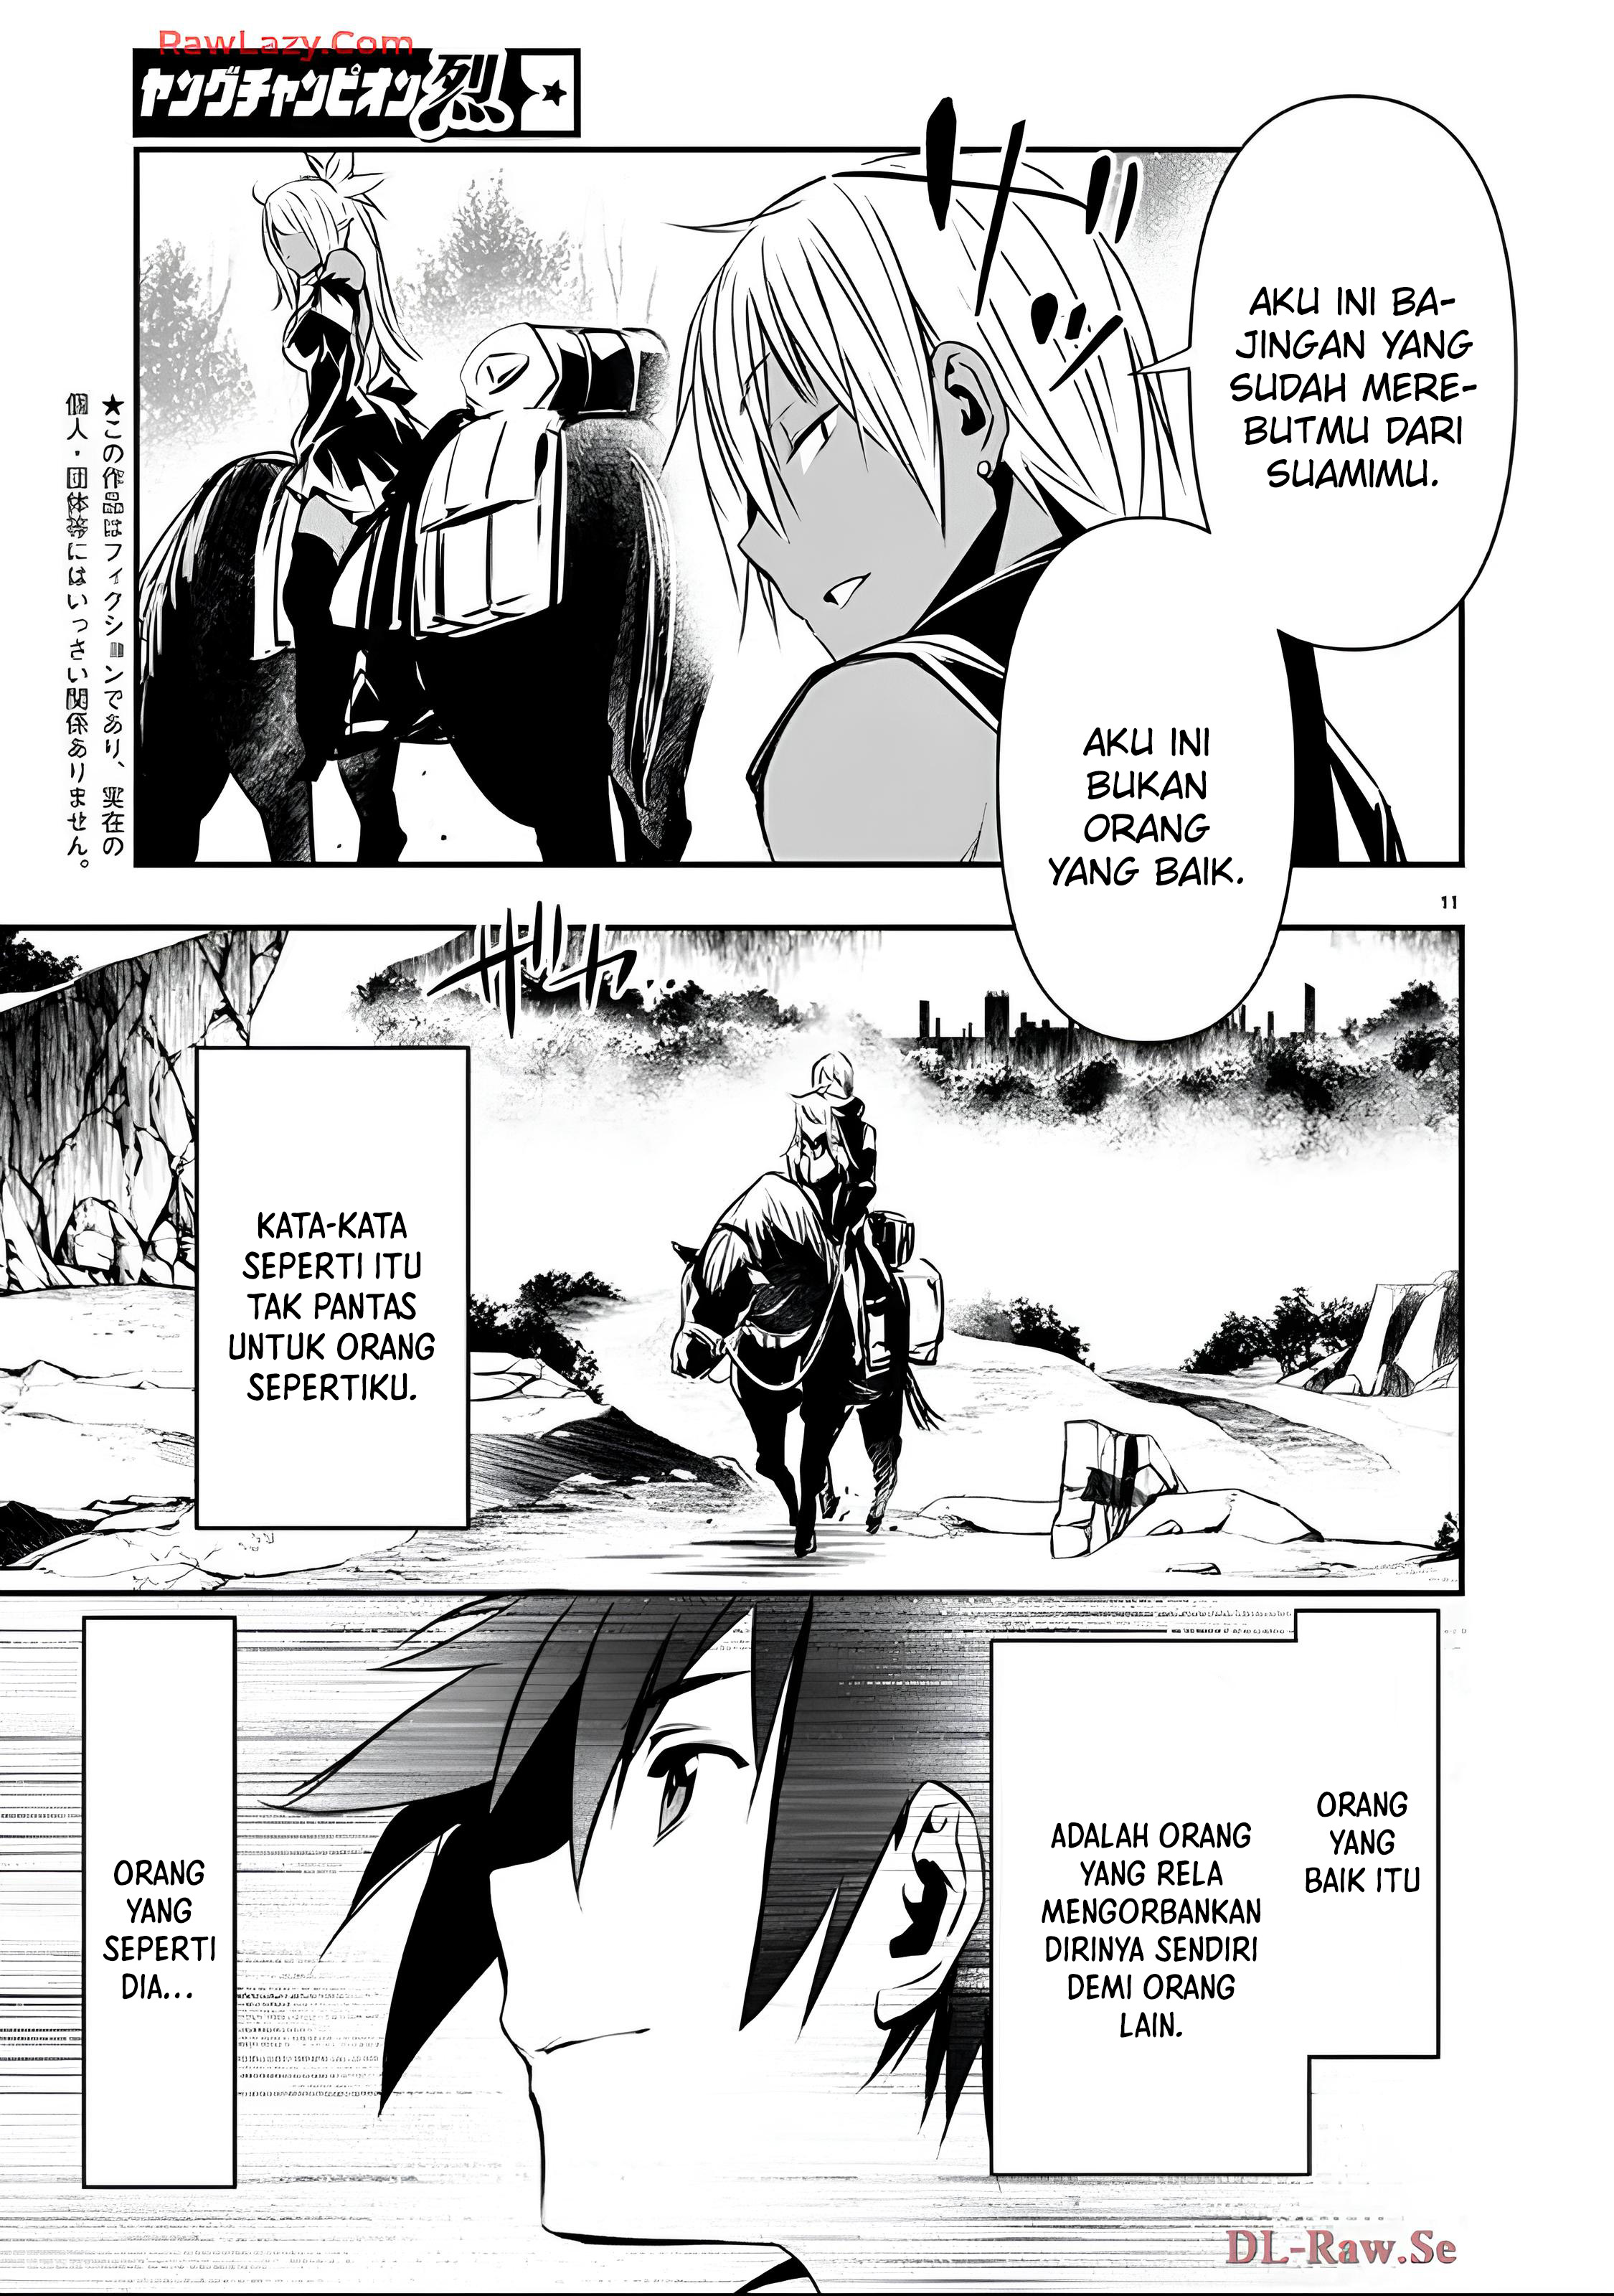 RawLazy.Com
ヤングチャンピオン烈
AKU INI BA-
JINGAN YANG
SUDAH MERE-
BUTMU DARI
SUAMIMU.
AKU INI
BUKAN
ORANG
YANG BAIK.
★この作品はフィクションであり、実在の
個人・団体等にはいっさい関係ありません。
11
KATA-KATA
SEPERTI ITU
TAK PANTAS
UNTUK ORANG
SEPERTIKU.
ORANG
YANG
BAIK ITU
ADALAH ORANG
YANG RELA
MENGORBANKAN
DIRINYA SENDIRI
DEMI ORANG
LAIN.
ORANG
YANG
SEPERTI
DIA...
DL-Raw.Se